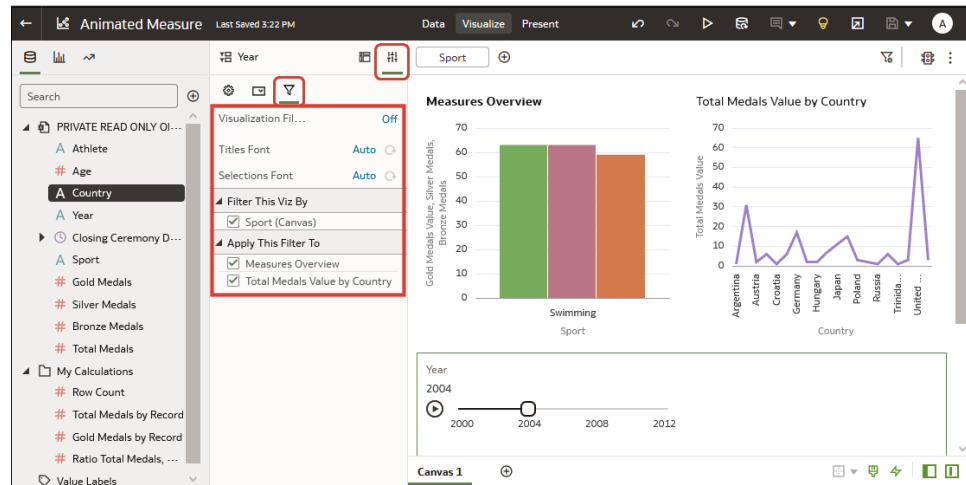 Animated Measure Last Saved 3:22 PM Data Visualize Present A
Search
PRIVATE READ ONLY Ol...
A Athlete
# Age
A Country
A Year
Closing Ceremony D...
A Sport
# Gold Medals
# Silver Medals
# Bronze Medals
# Total Medals
My Calculations
# Row Count
# Total Medals by Record
# Gold Medals by Record
# Ratio Total Medals, ...
Value Labels
Year
Visualization Fil... Off
Titles Font Auto
Selections Font Auto
Filter This Viz By
Sport (Canvas)
Apply This Filter To
Measures Overview
Total Medals Value by Country
Sport
Measures Overview
Gold Medals Value, Silver Medals,
Bronze Medals
70
60
50
40
30
20
10
0
Swimming
Sport
Total Medals Value by Country
Total Medals Value
70
60
50
40
30
20
10
0
Argentina
Austria
Croatia
Germany
Hungary
Japan
Poland
Russia
Trinida...
United ...
Country
Year
2004
2000 2004 2008 2012
Canvas 1